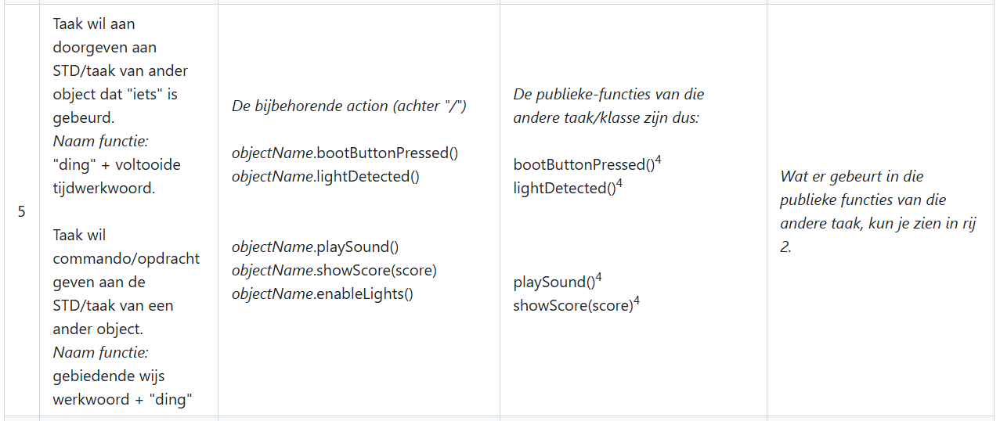 5
Taak wil aan
doorgeven aan
STD/taak van ander
object dat "iets" is
gebeurd.
Naam functie:
"ding" + voltooide
tijdwerkwoord.
Taak wil
commando/opdracht
geven aan de
STD/taak van een
ander object.
Naam functie:
gebiedende wijs
werkwoord + "ding"
De bijbehorende action (achter "/")
objectName.bootButtonPressed()
objectName.lightDetected()
objectName.playSound()
objectName.showScore(score)
objectName.enableLights()
De publieke-functies van die
andere taak/klasse zijn dus:
bootButtonPressed()⁴
lightDetected()⁴
playSound()⁴
showScore(score)⁴
Wat er gebeurt in die
publieke functies van die
andere taak, kun je zien in rij
2.